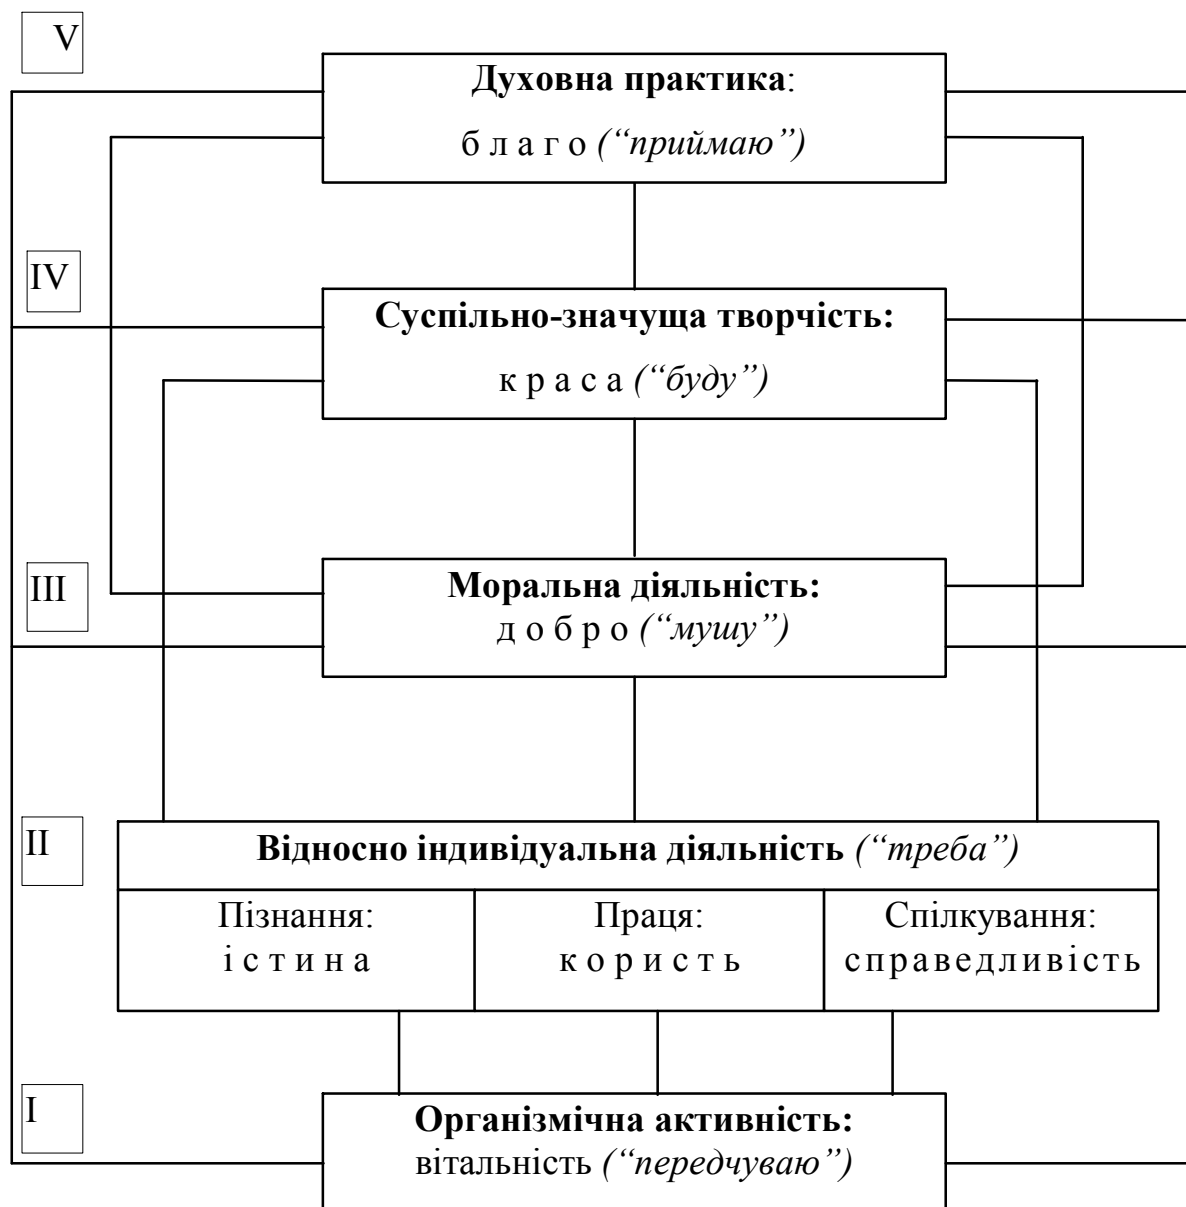 V
Духовна практика:
б л а г о (“приймаю”)
IV
Суспільно-значуща творчість:
к р а с а (“буду”)
III
Моральна діяльність:
д о б р о (“мушу”)
II
Відносно індивідуальна діяльність (“треба”)
Пізнання: Праця: Спілкування:
і с т и н а к о р и с т ь с п р а в е д л и в і с т ь
I
Організмічна активність:
вітальність (“передчуваю”)